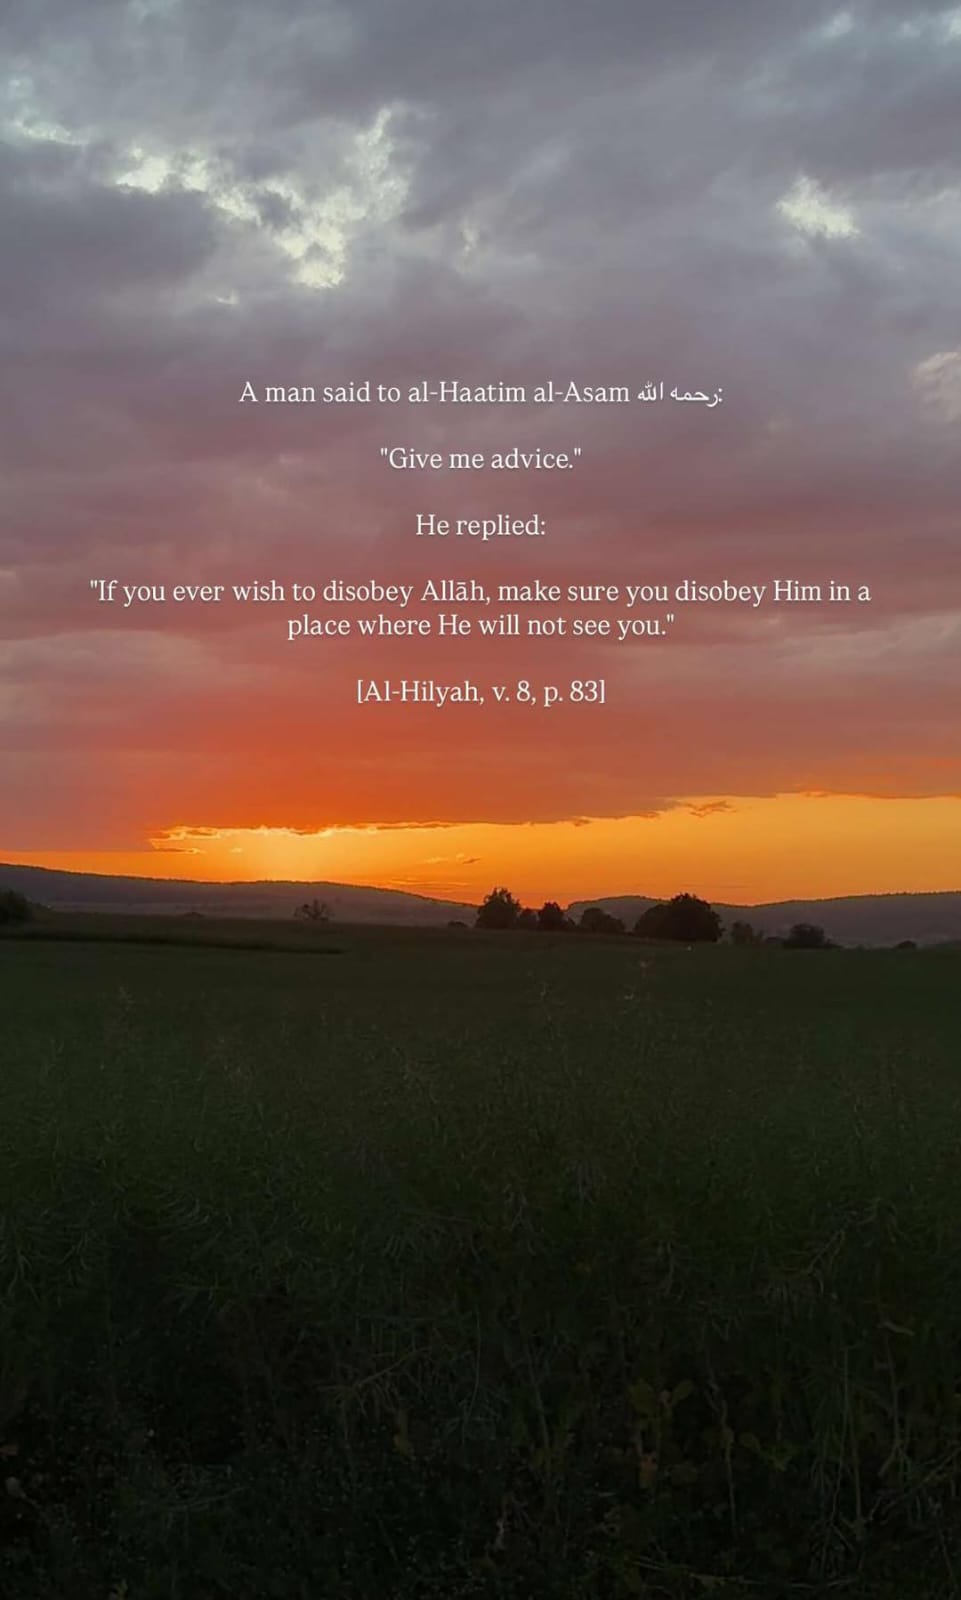 A man said to al-Haatim al-Asam رحمه الله:
"Give me advice."
He replied:
"If you ever wish to disobey Allāh, make sure you disobey Him in a
place where He will not see you."
[Al-Hilyah, v. 8, p. 83]